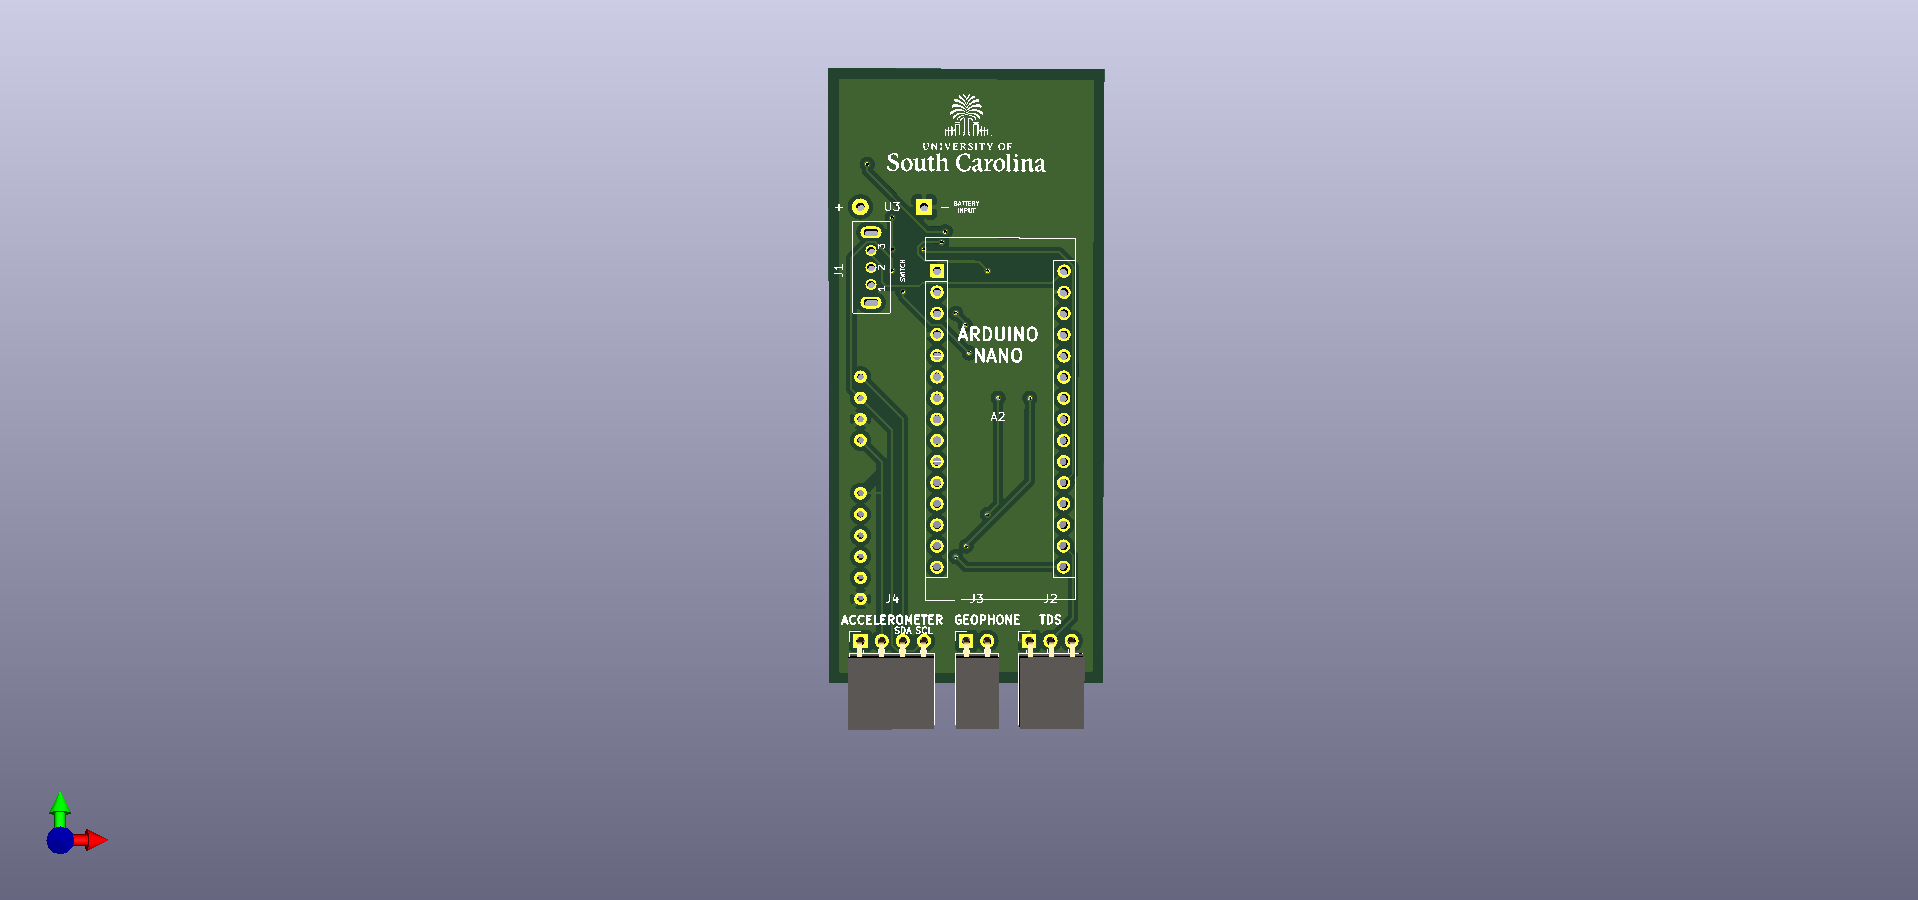 UNIVERSITY OF
South Carolina
+ U3 − BATTERY
INPUT
J1
3
2
1
SWITCH
ARDUINO
NANO
A2
J4 J3 J2
ACCELEROMETER GEOPHONE TDS
SDA SCL